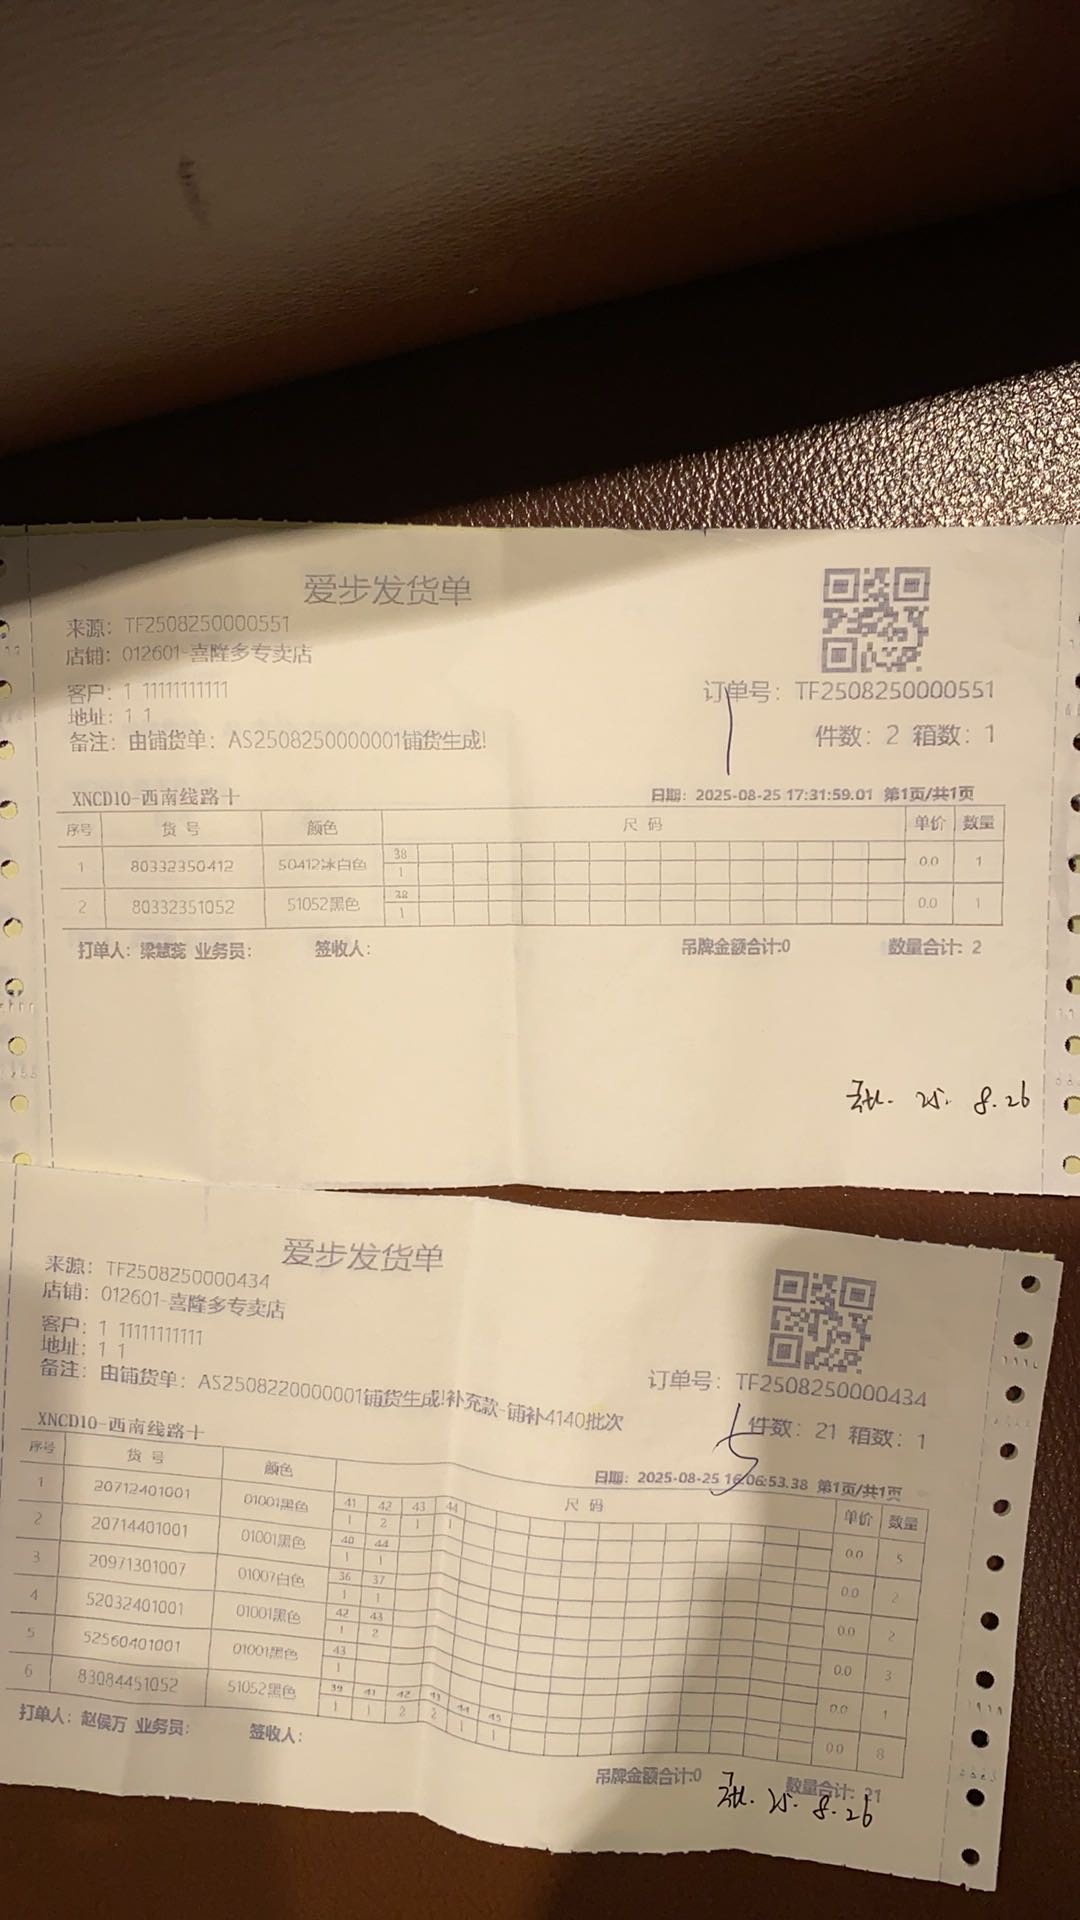 爱步发货单
来源：TF2508250000551
店铺：012601-喜隆多专卖店
客户：1 11111111111
地址：1 1
备注：由铺货单：AS2508250000001铺货生成!
订单号：TF2508250000551
件数：2 箱数：1
XNCD10-西南线路十
日期：2025-08-25 17:31:59.01 第1页/共1页
序号 货 号 颜色 尺 码 单价 数量
38
1 80332350412 50412冰白色 0.0 1
1
38
2 80332351052 51052黑色 0.0 1
1
打单人：梁慧蕊 业务员： 签收人： 吊牌金额合计:0 数量合计：2
25. 8.26
爱步发货单
来源：TF2508250000434
店铺：012601-喜隆多专卖店
客户：1 11111111111
地址：1 1
备注：由铺货单：AS2508220000001铺货生成!补充款-铺补4140批次
订单号：TF2508250000434
件数：21 箱数：1
XNCD10-西南线路十
日期：2025-08-25 16:06:53.38 第1页/共1页
序号 货 号 颜色 尺 码 单价 数量
41 42 43 44
1 20712401001 01001黑色 0.0 5
1 2 1 1
40 44
2 20714401001 01001黑色 0.0 2
1 1
36 37
3 20971301007 01007白色 0.0 2
1 1
42 43
4 52032401001 01001黑色 0.0 3
1 2
43
5 52560401001 01001黑色 0.0 1
1
39 41 42 43 44 45
6 83084451052 51052黑色 0.0 8
1 1 2 2 1 1
打单人：赵侯万 业务员： 签收人：
吊牌金额合计:0 数量合计：21
25. 8.26